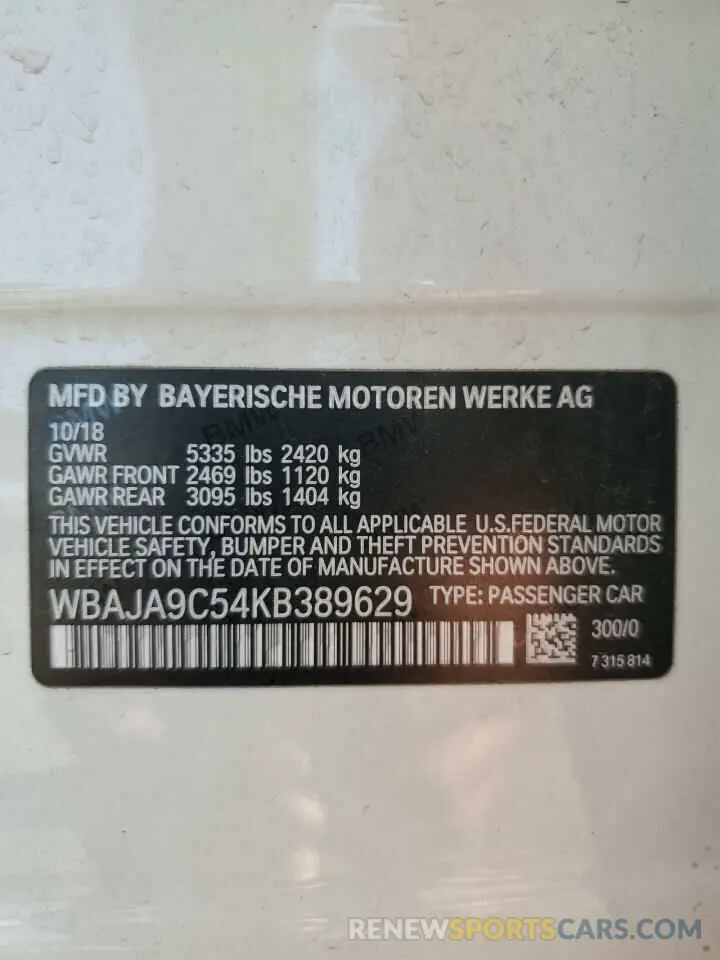 MFD BY BAYERISCHE MOTOREN WERKE AG
10/18
GVWR 5335 lbs 2420 kg
GAWR FRONT 2469 lbs 1120 kg
GAWR REAR 3095 lbs 1404 kg
THIS VEHICLE CONFORMS TO ALL APPLICABLE U.S.FEDERAL MOTOR
VEHICLE SAFETY, BUMPER AND THEFT PREVENTION STANDARDS
IN EFFECT ON THE DATE OF MANUFACTURE SHOWN ABOVE.
WBAJA9C54KB389629 TYPE: PASSENGER CAR
300/0
7 315 814
RENEWSPORTSCARS.COM